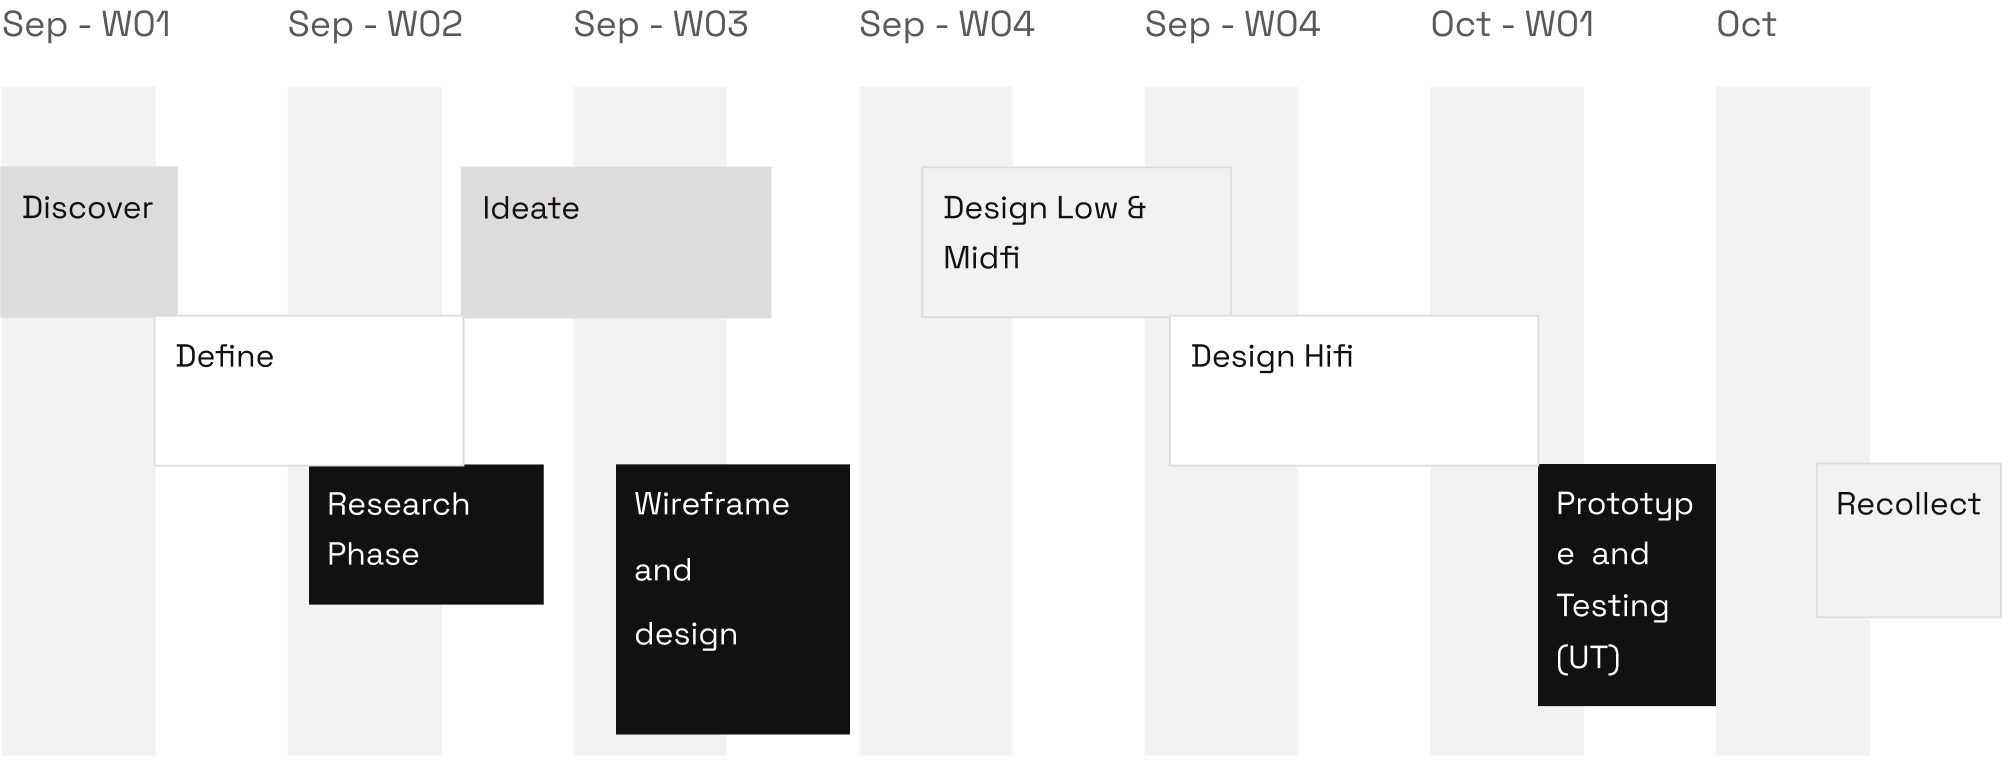 Sep - W01
Sep - W02
Sep - W03
Sep - W04
Sep - W04
Oct - W01
Oct
Discover
Ideate
Design Low &
Midfi
Define
Design Hifi
Research
Phase
Wireframe
and
design
Prototyp
e  and
Testing
(UT)
Recollect